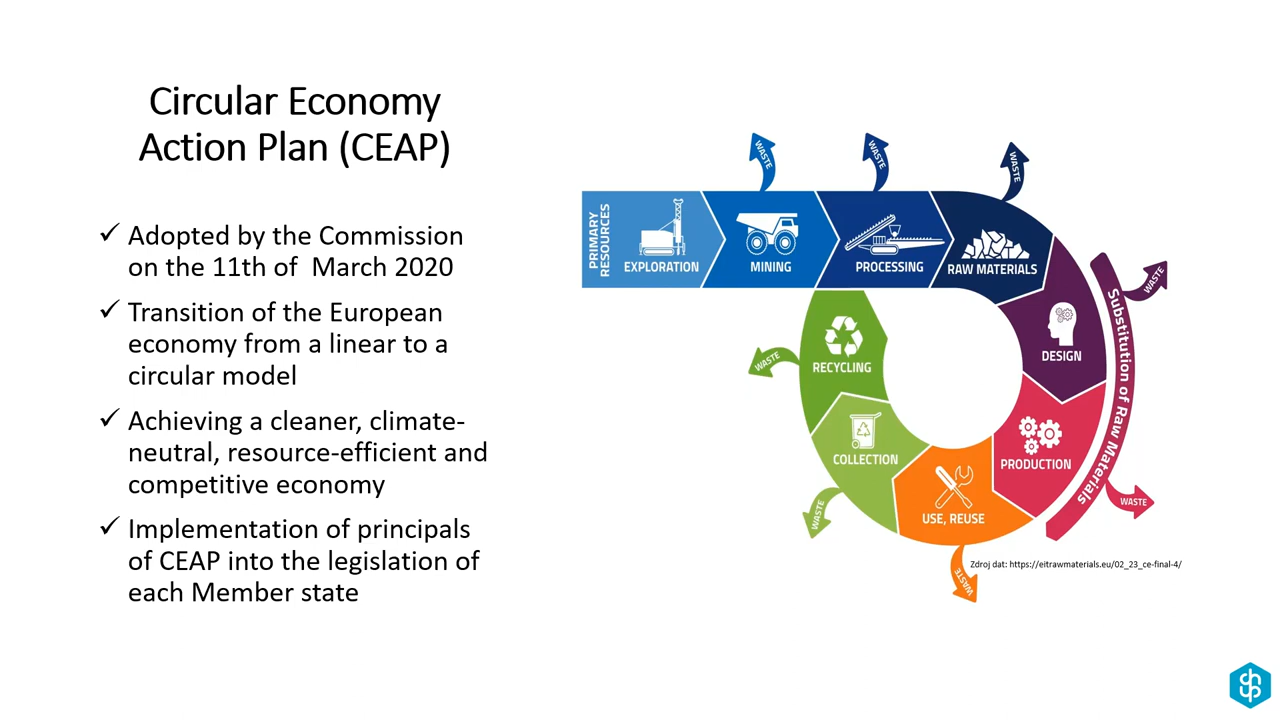 Circular Economy
Action Plan (CEAP)
✓ Adopted by the Commission
on the 11th of  March 2020
✓ Transition of the European
economy from a linear to a
circular model
✓ Achieving a cleaner, climate-
neutral, resource-efficient and
competitive economy
✓ Implementation of principals
of CEAP into the legislation of
each Member state
WASTE
WASTE
WASTE
PRIMARY
RESOURCES
EXPLORATION
MINING
PROCESSING
RAW MATERIALS
WASTE
Substitution of Raw Materials
DESIGN
RECYCLING
WASTE
COLLECTION
PRODUCTION
WASTE
WASTE
USE, REUSE
WASTE
Zdroj dat: https://eitrawmaterials.eu/02_23_ce-final-4/